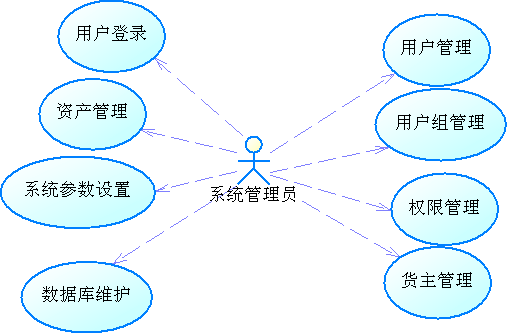 用户登录
用户管理
资产管理
用户组管理
系统参数设置
系统管理员
权限管理
数据库维护
货主管理